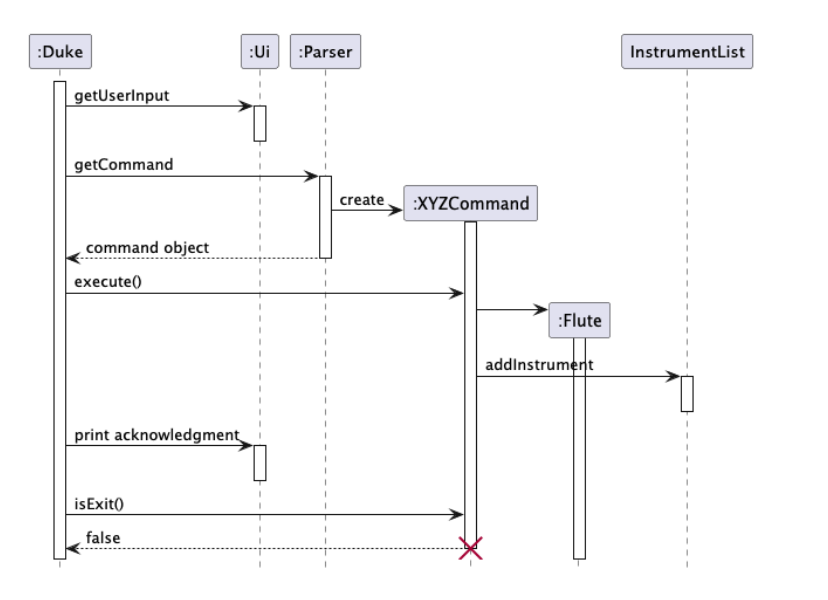 :Duke
:Ui
:Parser
InstrumentList
getUserInput
getCommand
create
:XYZCommand
command object
execute()
:Flute
addInstrument
print acknowledgment
isExit()
false